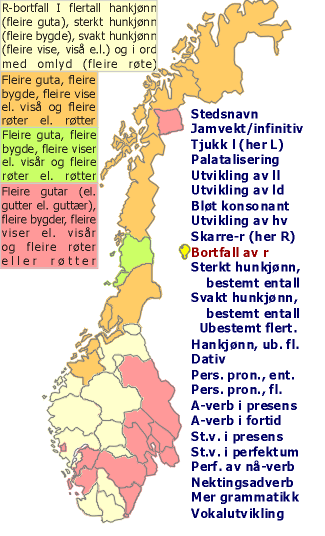 R-bortfall I flertall hankjønn
(fleire guta), sterkt hunkjønn
(fleire bygde), svakt hunkjønn
(fleire vise, viså e.l.) og i ord
med omlyd (fleire røte)
Fleire guta, fleire
bygde, fleire vise
el. viså og fleire
røter el. røtter
Fleire guta, fleire
bygde, fleire viser
el. visår og fleire
røter el. røtter
Fleire gutar (el.
gutter el. guttær),
fleire bygder, fleire
viser el. visår
og fleire røter
eller røtter
Stedsnavn
Jamvekt/infinitiv
Tjukk l (her L)
Palatalisering
Utvikling av ll
Utvikling av ld
Bløt konsonant
Utvikling av hv
Skarre-r (her R)
Bortfall av r
Sterkt hunkjønn,
bestemt entall
Svakt hunkjønn,
bestemt entall
Ubestemt flert.
Hankjønn, ub. fl.
Dativ
Pers. pron., ent.
Pers. pron., fl.
A-verb i presens
A-verb i fortid
St.v. i presens
St.v. i perfektum
Perf. av nå-verb
Nektingsadverb
Mer grammatikk
Vokalutvikling